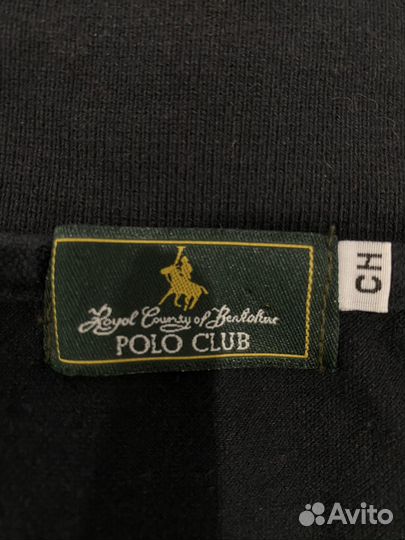 Royal County of Berkshire
POLO CLUB
CH
Avito